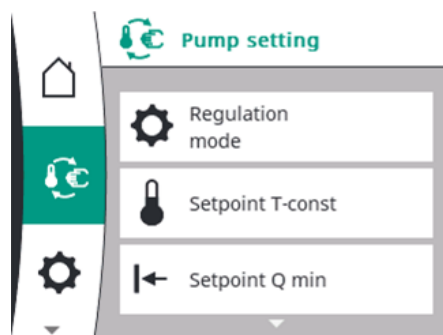 Pump setting
Regulation
mode
Setpoint T-const
Setpoint Q min